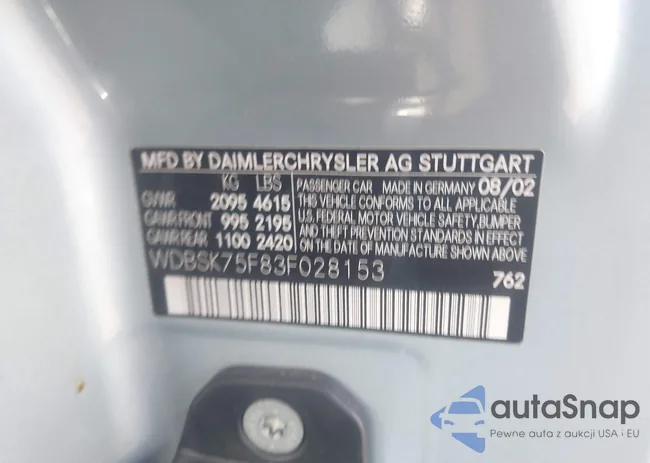 MFD BY DAIMLERCHRYSLER AG STUTTGART
KG LBS
GVWR 2095 4615
GAWR FRONT 995 2195
GAWR REAR 1100 2420
PASSENGER CAR MADE IN GERMANY 08/02
THIS VEHICLE CONFORMS TO ALL APPLICABLE
U.S. FEDERAL MOTOR VEHICLE SAFETY, BUMPER
AND THEFT PREVENTION STANDARDS IN EFFECT
ON THE DATE OF MANUFACTURE SHOWN ABOVE
WDBSK75F83F028153
762
autaSnap
Pewne auta z aukcji USA i EU